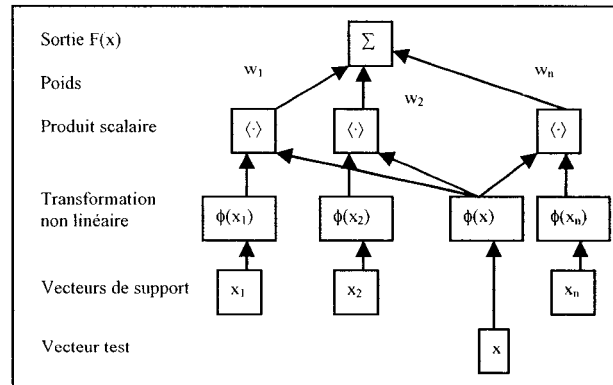 Sortie F(x)
Σ
w₁
wₙ
Poids
w₂
Produit scalaire
⟨·⟩ ⟨·⟩ ⟨·⟩
Transformation
non linéaire
ϕ(x₁) ϕ(x₂) ϕ(x) ϕ(xₙ)
Vecteurs de support
x₁ x₂ xₙ
Vecteur test
x